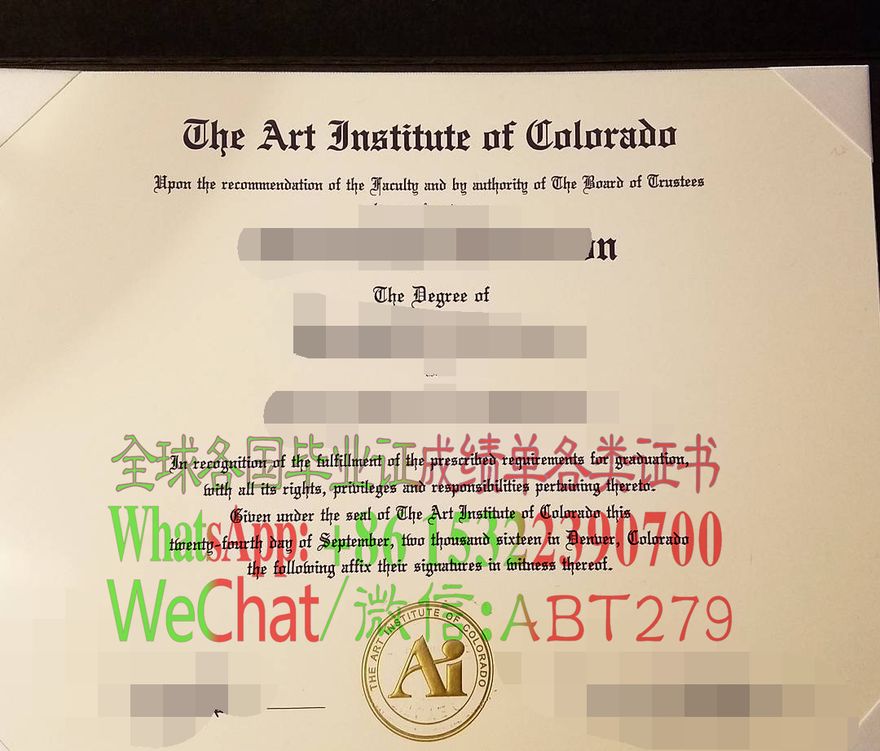 The Art Institute of Colorado
Upon the recommendation of the Faculty and by authority of The Board of Trustees
The Degree of
全球各国毕业证成绩单各类证书
In recognition of the fulfillment of the prescribed requirements for graduation,
with all its rights, privileges and responsibilities pertaining thereto.
Given under the seal of The Art Institute of Colorado this
WhatsApp: +86 15322390700
twenty-fourth day of September, two thousand sixteen in Denver, Colorado
the following affix their signatures in witness thereof.
WeChat/微信:ABT279
THE ART INSTITUTE OF COLORADO
Ai